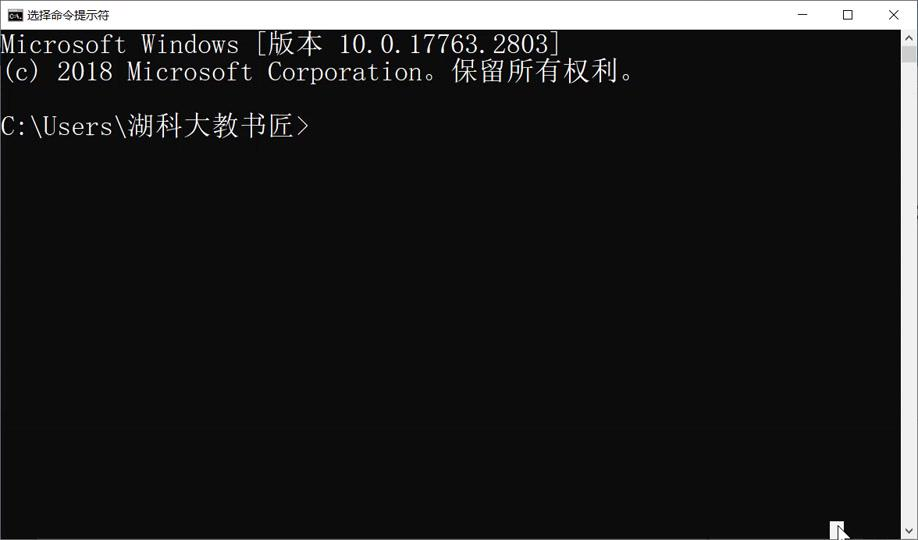 选择命令提示符
Microsoft Windows [版本 10.0.17763.2803]
(c) 2018 Microsoft Corporation。保留所有权利。
C:\Users\湖科大教书匠>